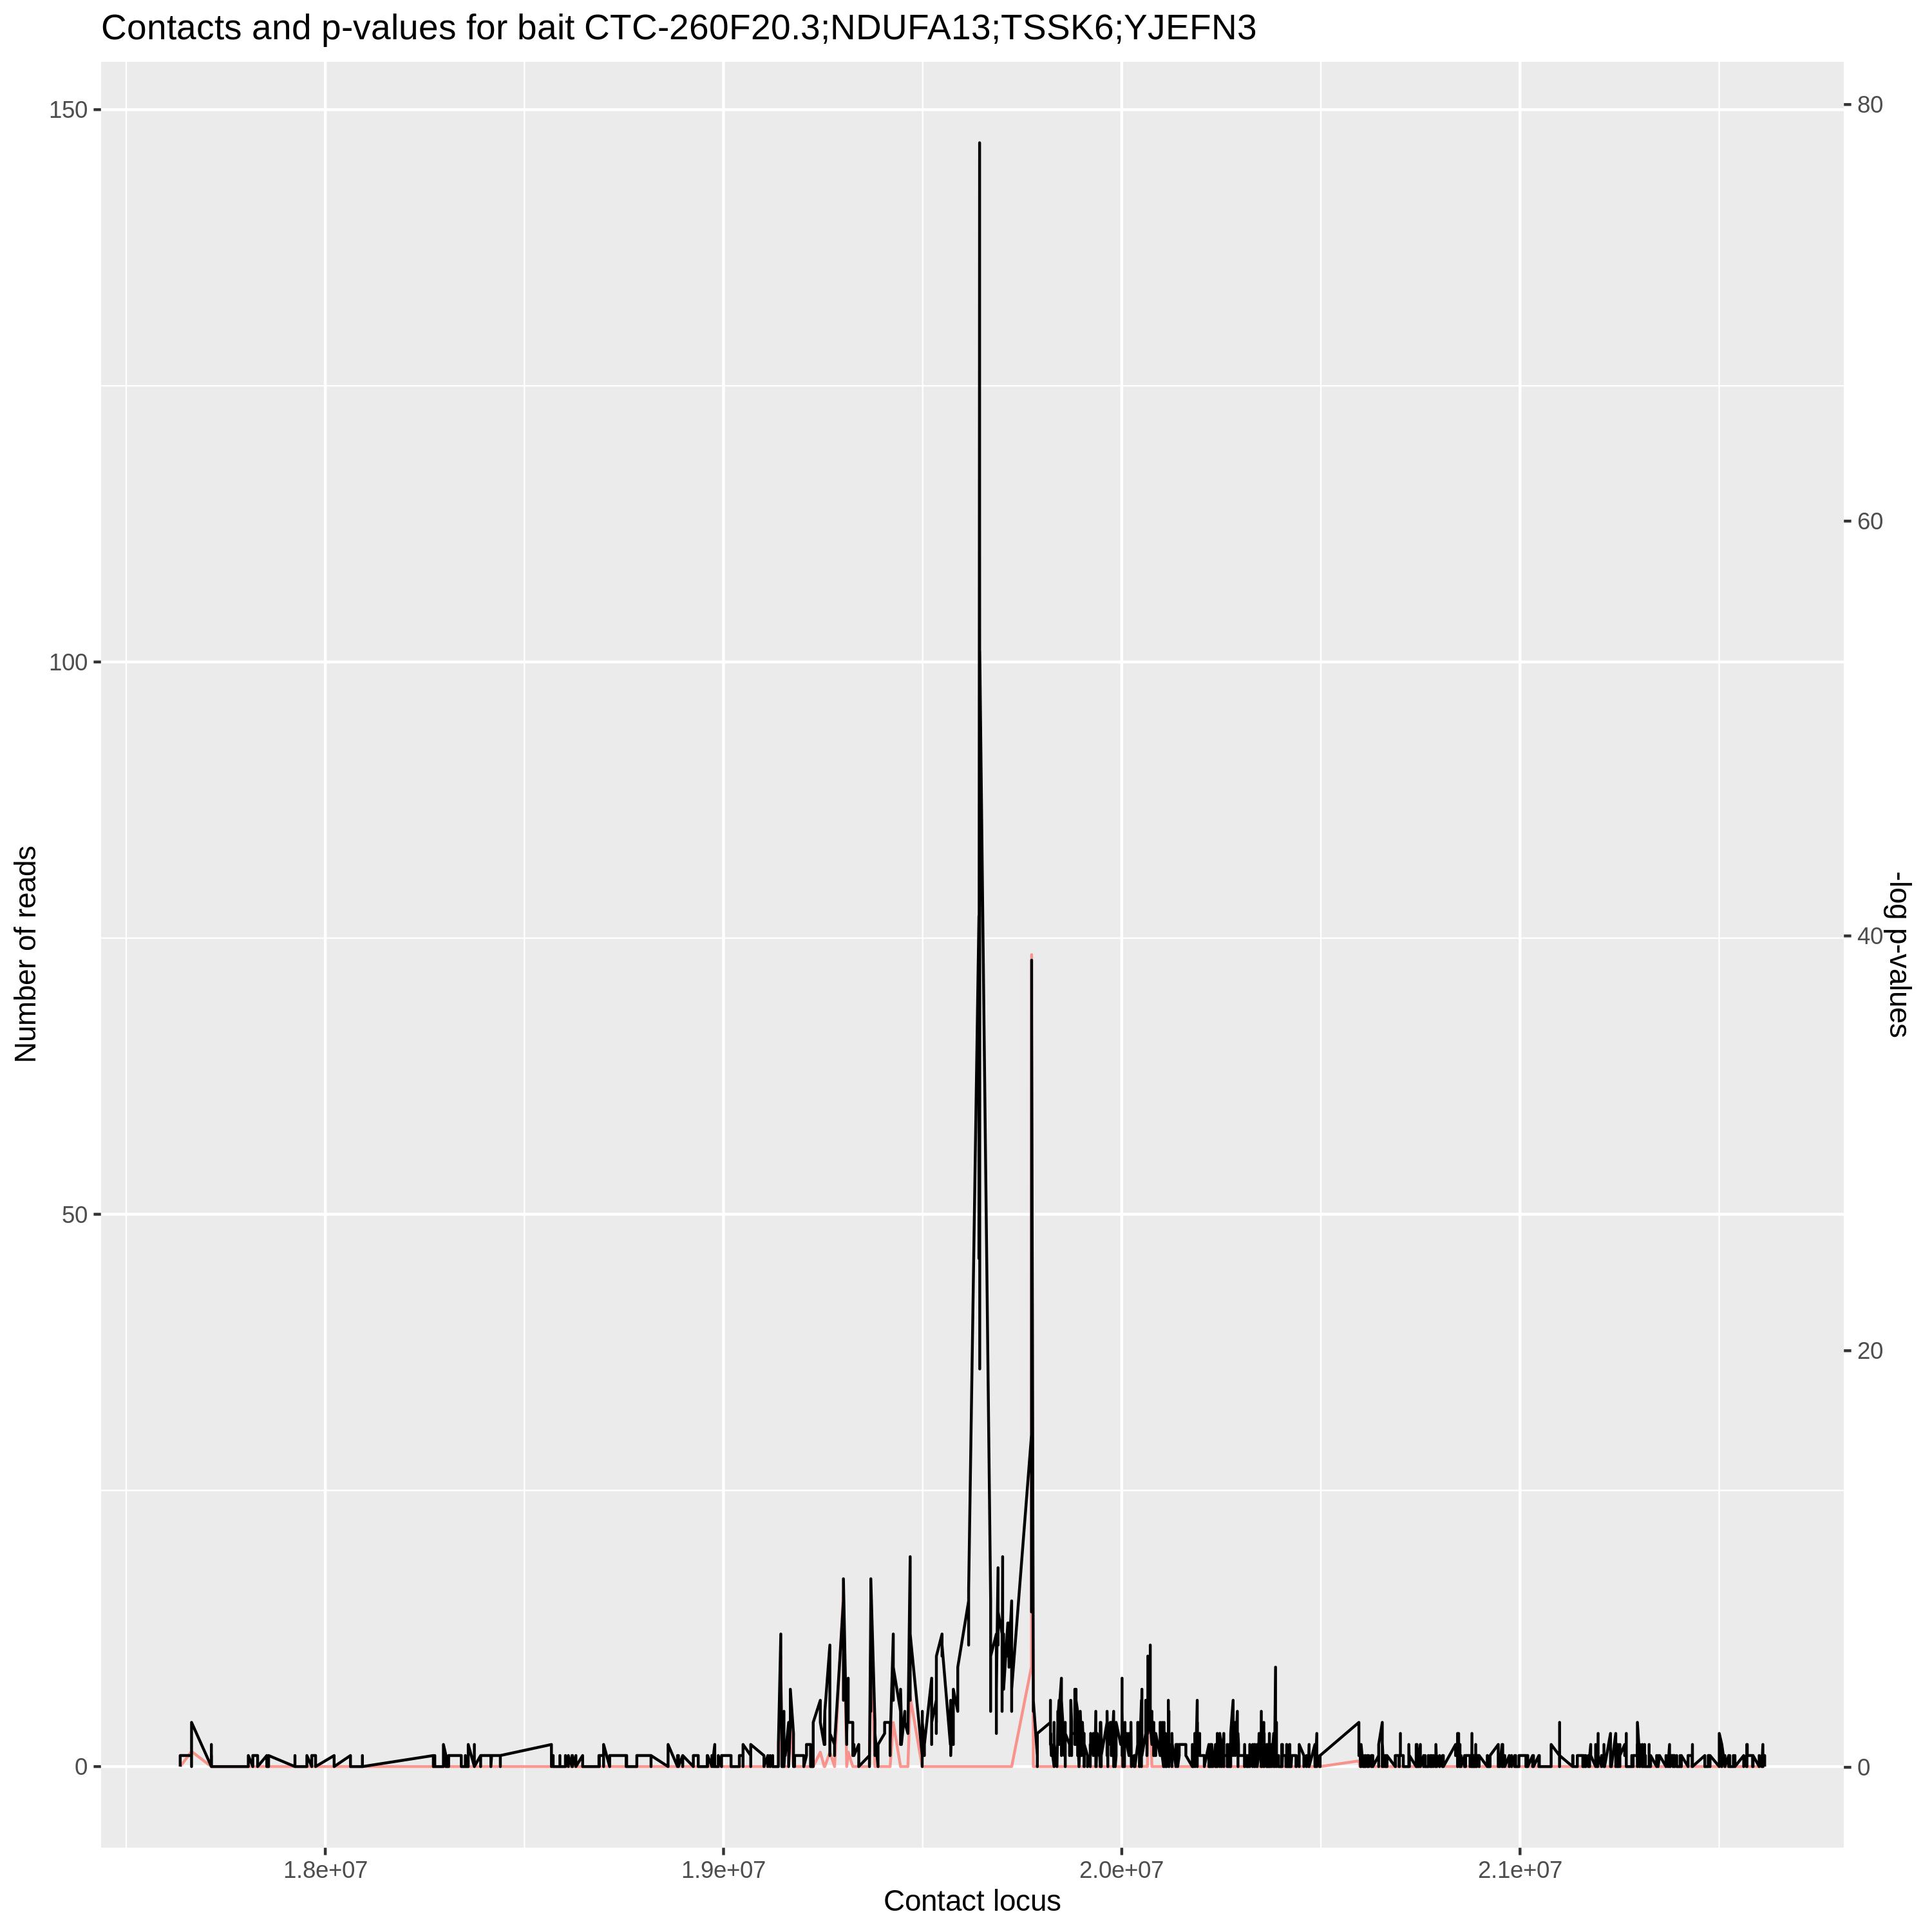 Contacts and p-values for bait CTC-260F20.3;NDUFA13;TSSK6;YJEFN3
150
100
50
0
Number of reads
80
60
40
20
0
-log p-values
1.8e+07
1.9e+07
2.0e+07
2.1e+07
Contact locus